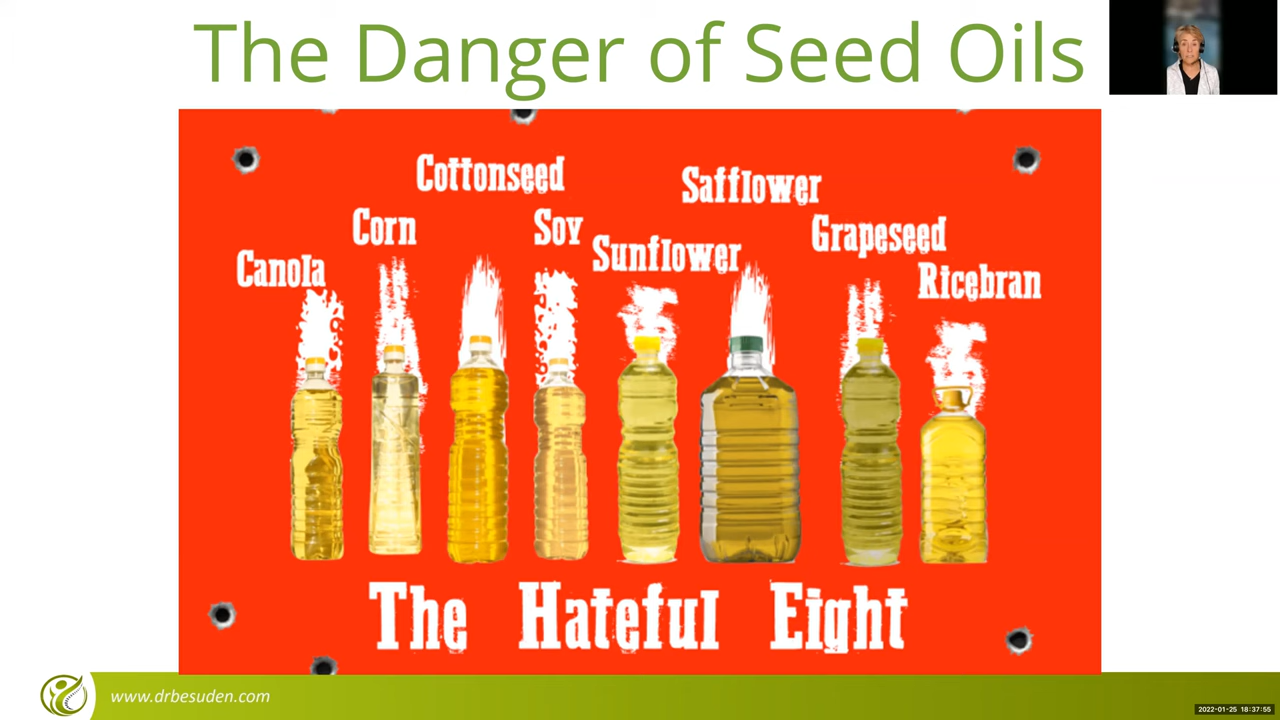 The Danger of Seed Oils
Cottonseed
Safflower
Corn
Soy
Grapeseed
Sunflower
Canola
Ricebran
The Hateful Eight
www.drbesuden.com
2022-01-25 18:37:55